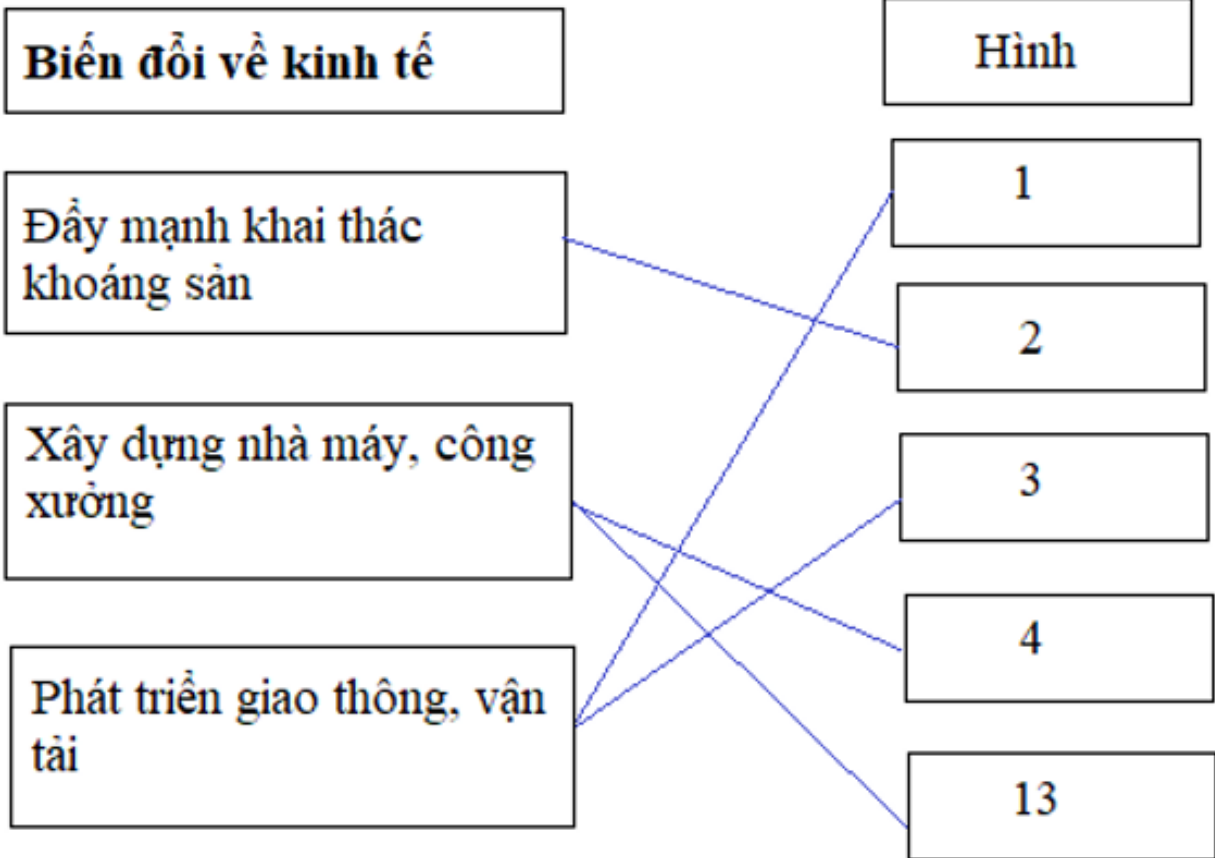 Biến đổi về kinh tế
Hình
Đẩy mạnh khai thác
khoáng sản
Xây dựng nhà máy, công
xưởng
Phát triển giao thông, vận
tải
1
2
3
4
13